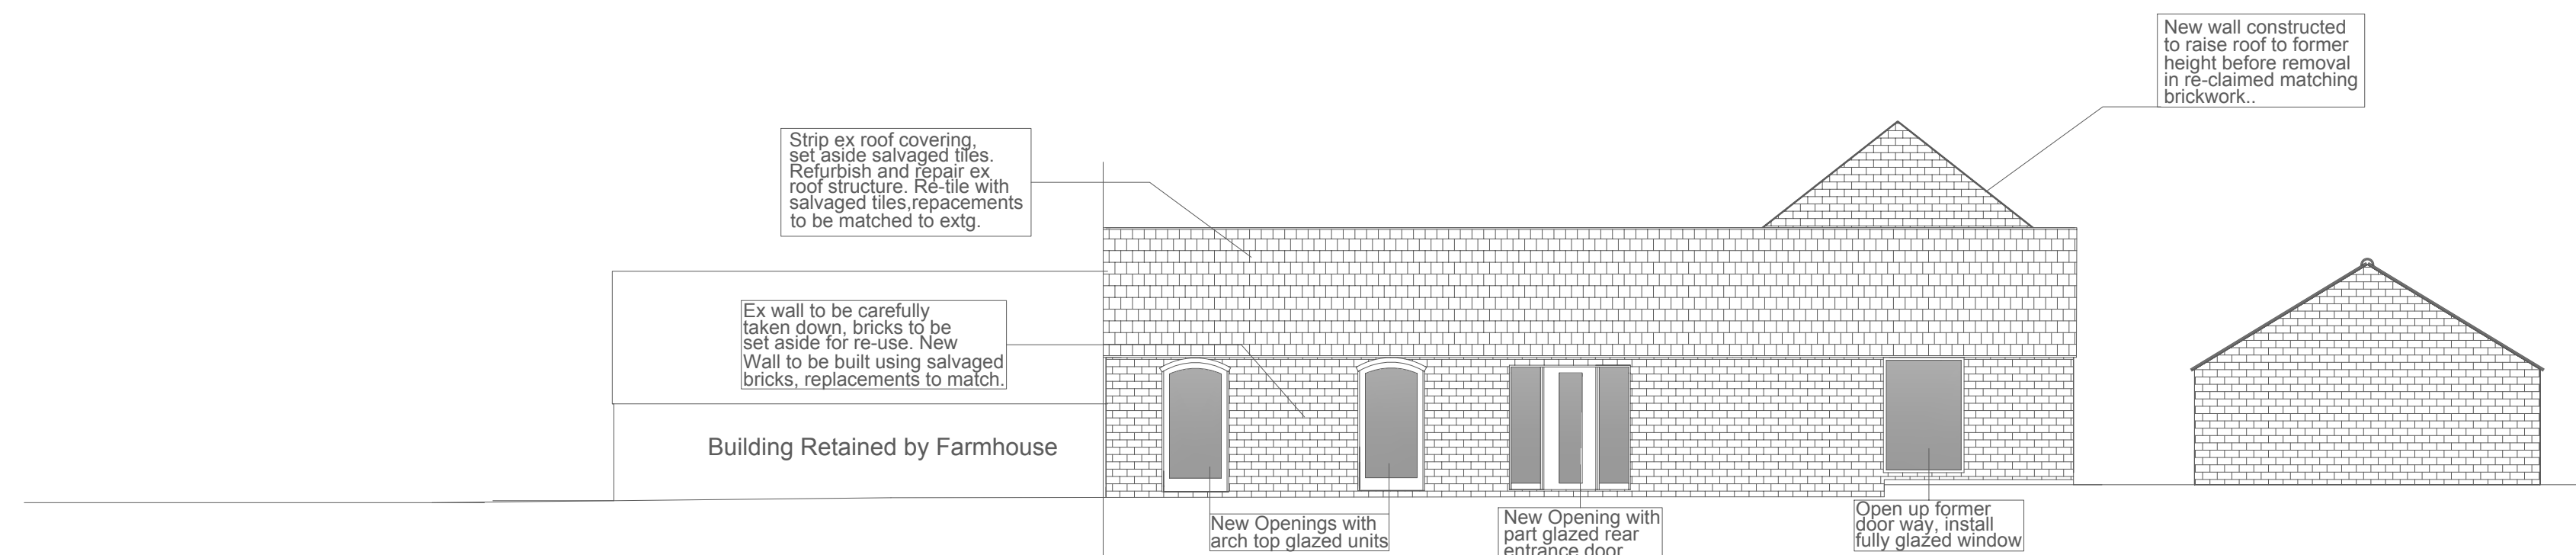 New wall constructed
to raise roof to former
height before removal
in re-claimed matching
brickwork..
Strip ex roof covering,
set aside salvaged tiles.
Refurbish and repair ex
roof structure. Re-tile with
salvaged tiles,repacements
to be matched to extg.
Ex wall to be carefully
taken down, bricks to be
set aside for re-use. New
Wall to be built using salvaged
bricks, replacements to match.
Building Retained by Farmhouse
New Openings with
arch top glazed units
New Opening with
part glazed rear
entrance door
Open up former
door way, install
fully glazed window